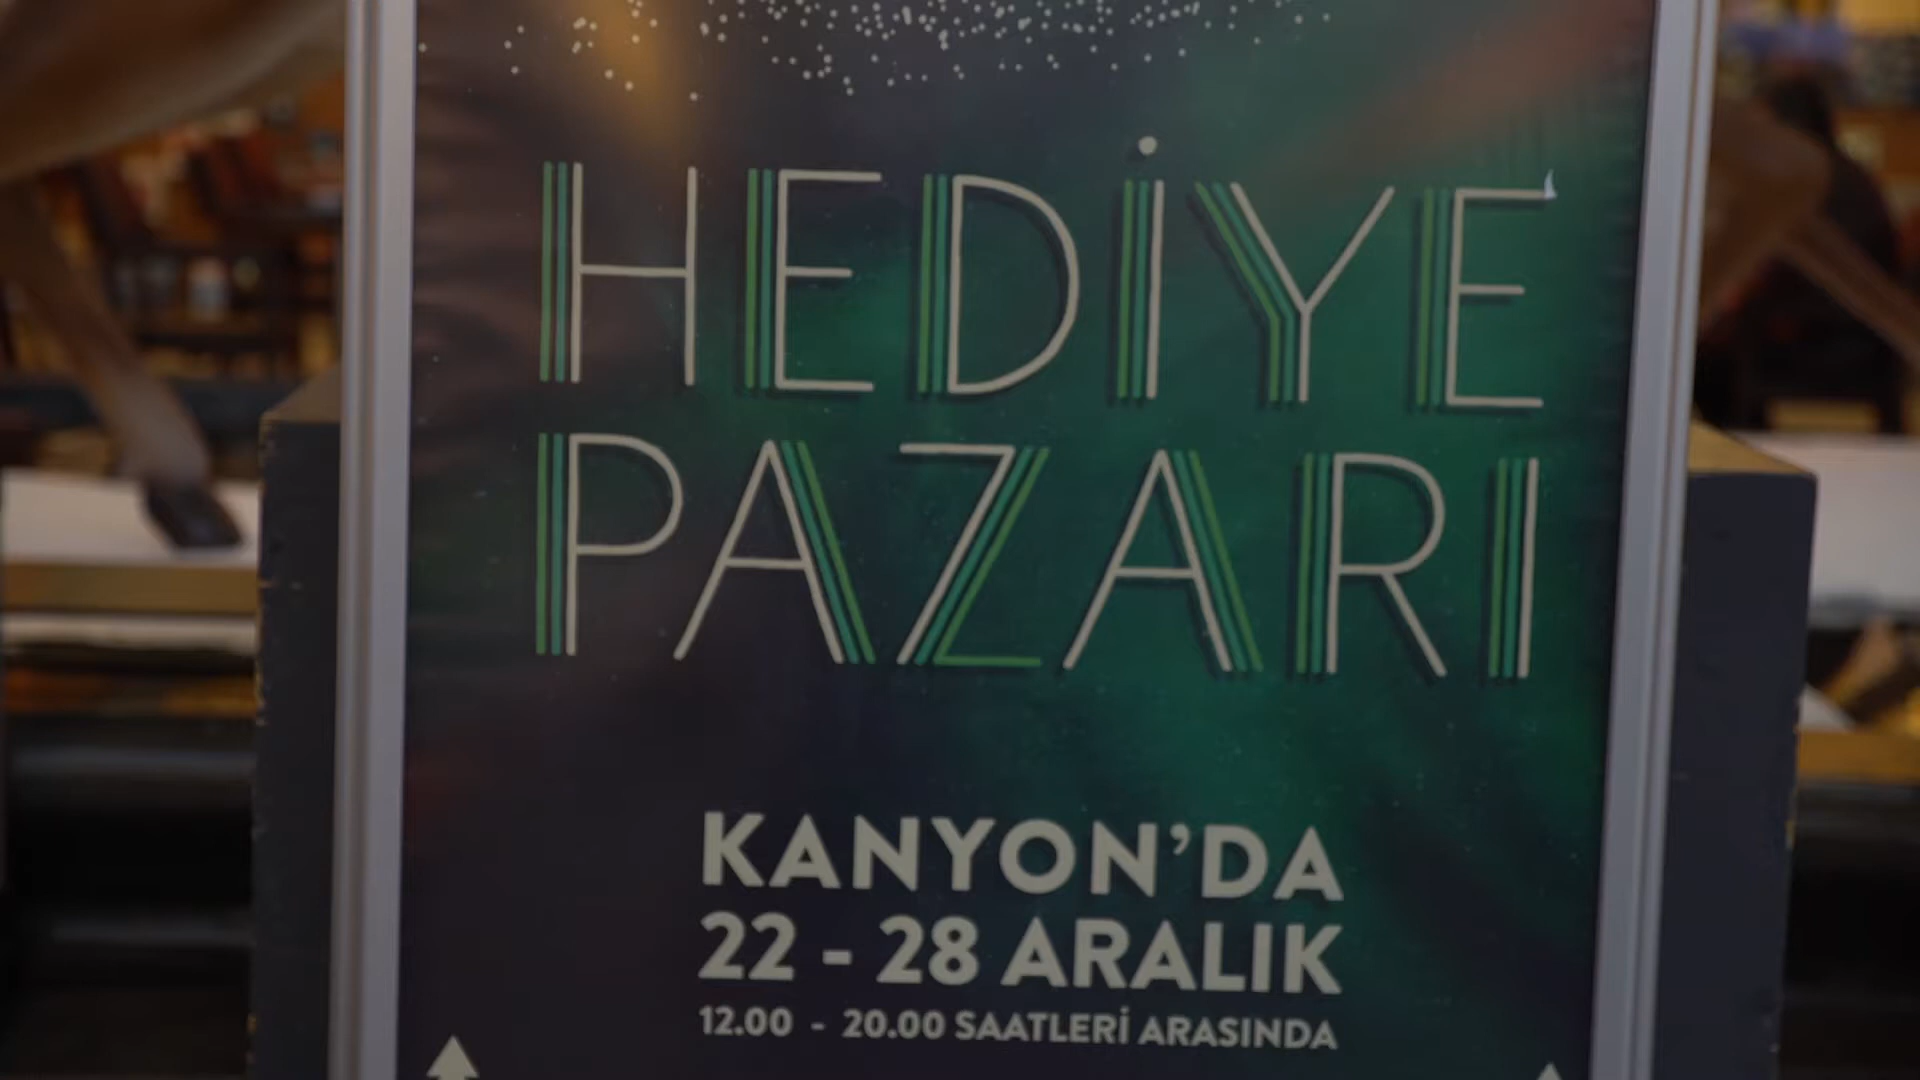 HEDİYE
PAZARI
KANYON'DA
22 - 28 ARALIK
12.00 - 20.00 SAATLERİ ARASINDA